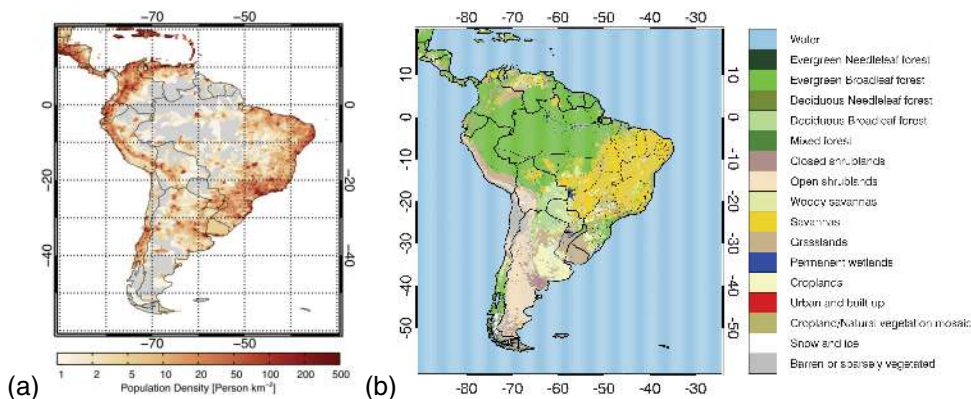 −70 −60 −50 −40
0 0
−20 −20
−40 −40
−70 −60 −50 −40
1 2 5 10 20 50 100 200 500
Population Density [Person km⁻²]
(a)
-80 -70 -60 -50 -40 -30
10 10
0 0
-10 -10
-20 -20
-30 -30
-40 -40
-50 -50
-80 -70 -60 -50 -40 -30
(b)
Water
Evergreen Needleleaf forest
Evergreen Broadleaf forest
Deciduous Needleleaf forest
Deciduous Broadleaf forest
Mixed forest
Closed shrublands
Open shrublands
Woody savannas
Savannas
Grasslands
Permanent wetlands
Croplands
Urban and built up
Cropland/Natural vegetation mosaic
Snow and ice
Barren or sparsely vegetated